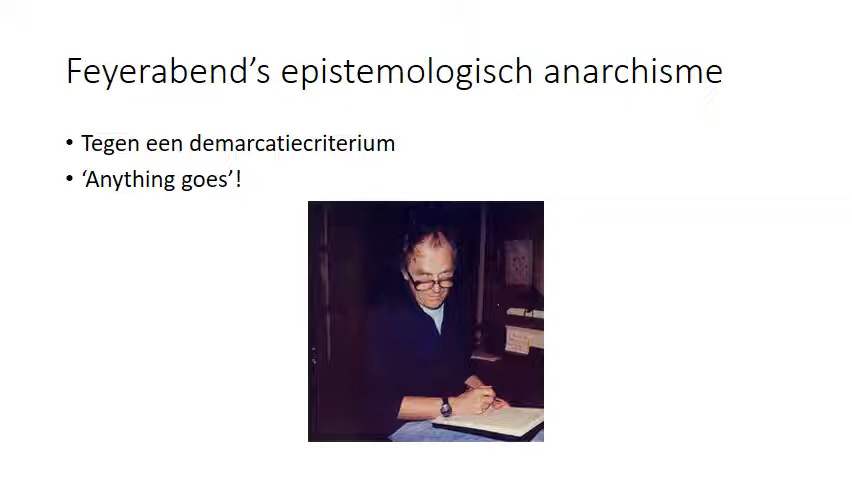 Feyerabend’s epistemologisch anarchisme
• Tegen een demarcatiecriterium
• ‘Anything goes’!